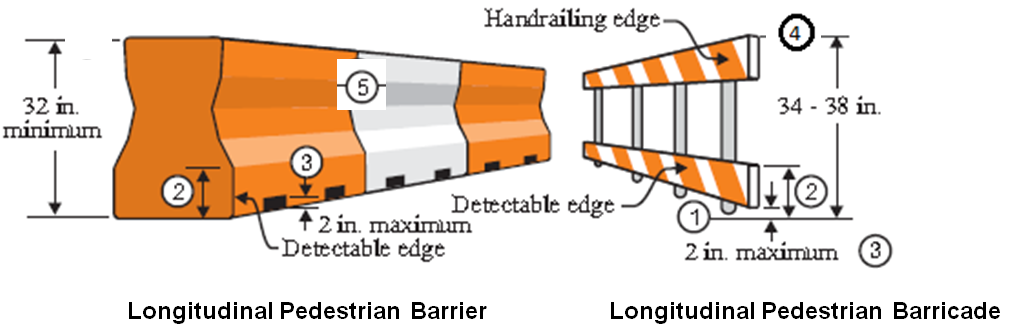 Handrailing edge
4
5
32 in.
minimum
34 - 38 in.
3
2
2
Detectable edge
1
2 in. maximum
Detectable edge
2 in. maximum
3
Longitudinal Pedestrian Barrier
Longitudinal Pedestrian Barricade